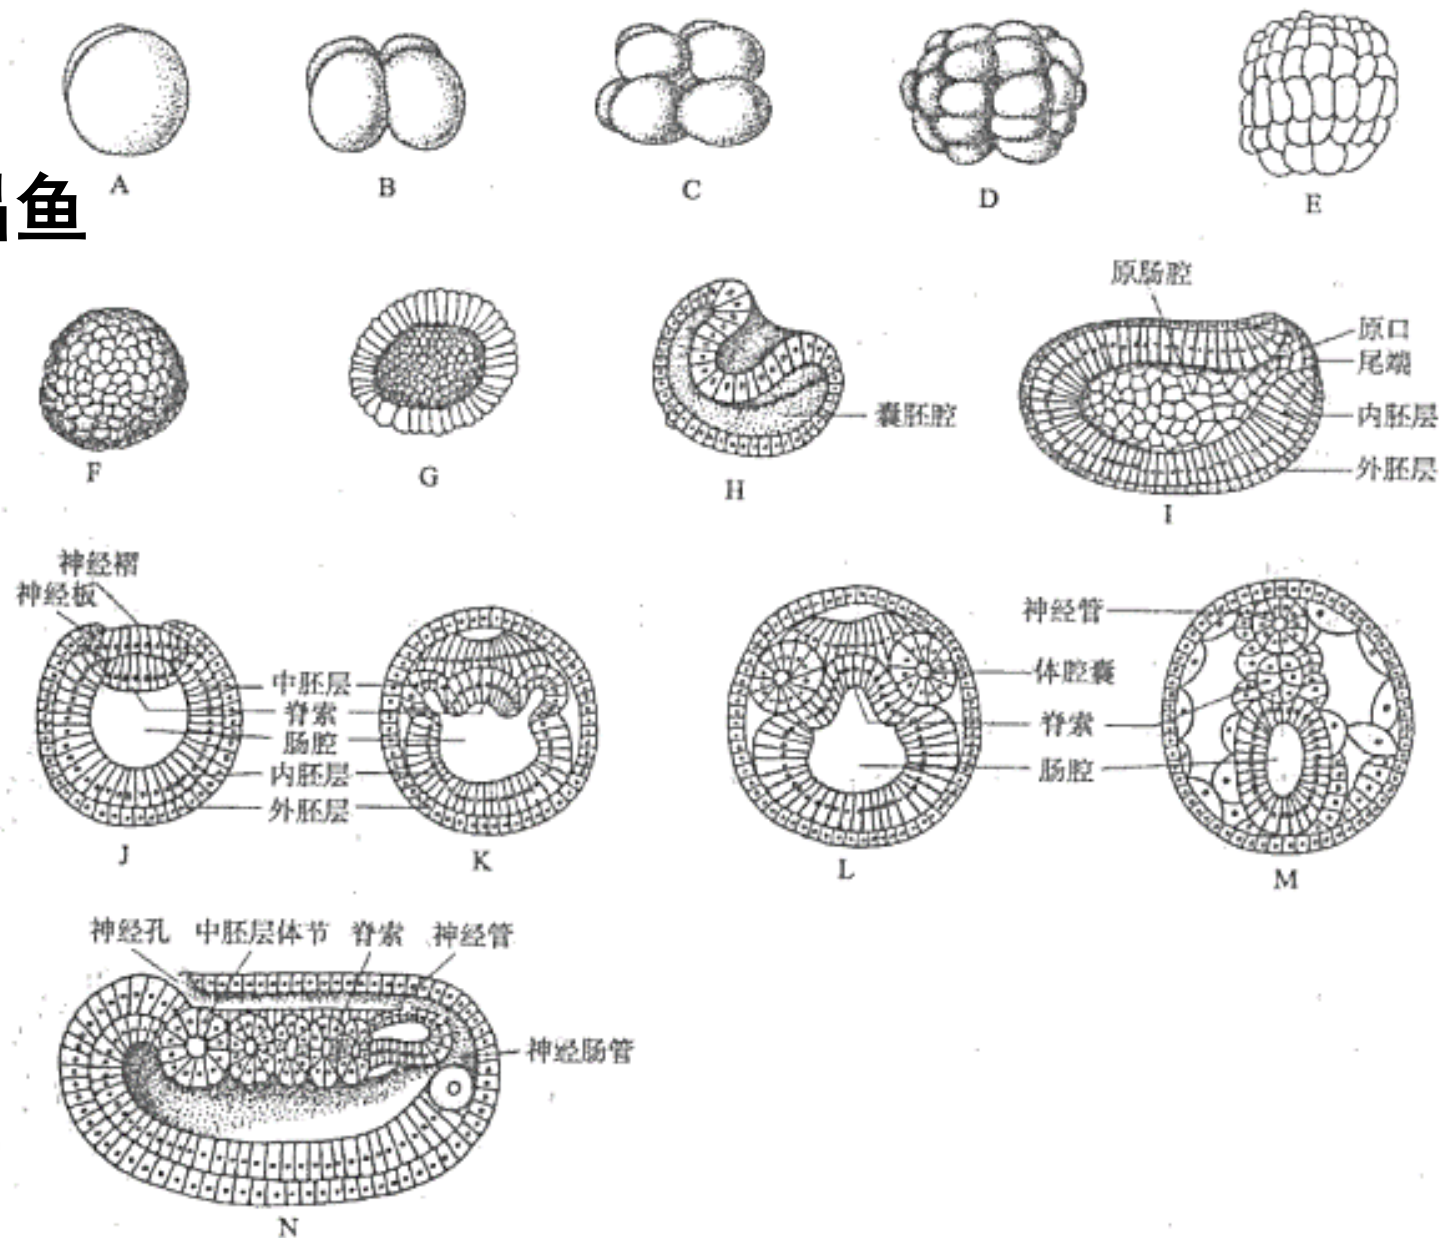 A
B
C
D
E
鱼
原肠腔
原口
尾端
囊胚腔
内胚层
外胚层
F
G
H
I
神经褶
神经板
神经管
中胚层
体腔囊
脊索
脊索
肠腔
肠腔
内胚层
外胚层
J
K
L
M
神经孔 中胚层体节 脊索 神经管
神经肠管
N